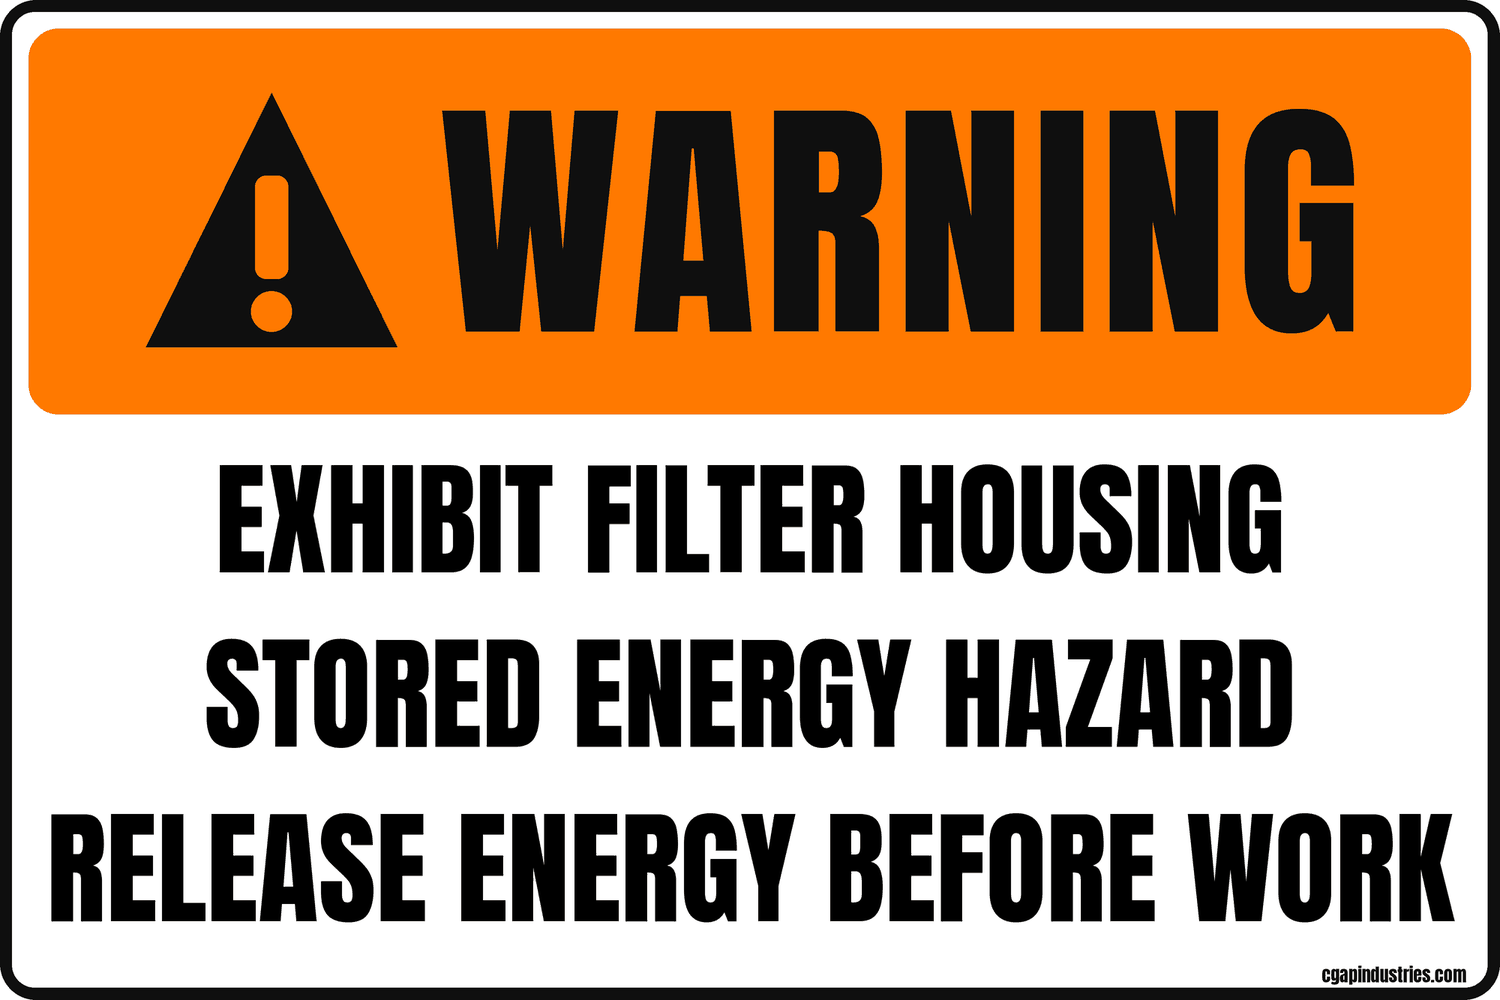 WARNING
EXHIBIT FILTER HOUSING
STORED ENERGY HAZARD
RELEASE ENERGY BEFORE WORK
cgapindustries.com